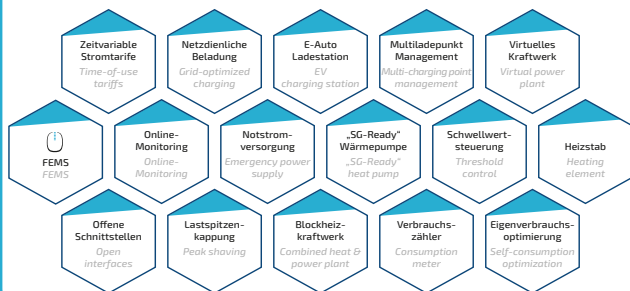 Zeitvariable
Stromtarife
Time-of-use
tariffs
Netzdienliche
Beladung
Grid-optimized
charging
E-Auto
Ladestation
EV
charging station
Multiladepunkt
Management
Multi-charging point
management
Virtuelles
Kraftwerk
Virtual power
plant
FEMS
FEMS
Online-
Monitoring
Online-
Monitoring
Notstrom-
versorgung
Emergency power
supply
„SG-Ready“
Wärmepumpe
„SG-Ready“
heat pump
Schwellwert-
steuerung
Threshold
control
Heizstab
Heating
element
Offene
Schnittstellen
Open
interfaces
Lastspitzen-
kappung
Peak shaving
Blockheiz-
kraftwerk
Combined heat &
power plant
Verbrauchs-
zähler
Consumption
meter
Eigenverbrauchs-
optimierung
Self-consumption
optimization